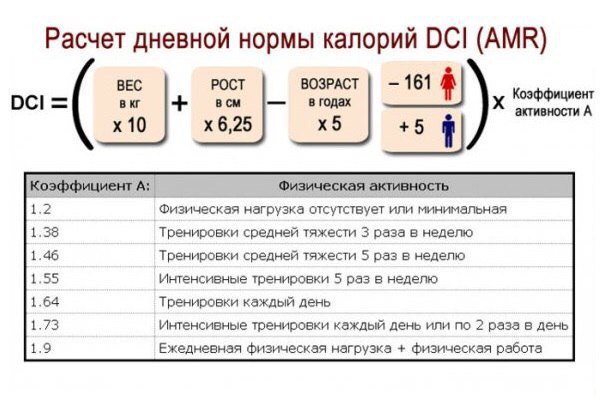 Расчет дневной нормы калорий DCI (AMR)
DCI = ( ВЕС в кг x 10 + РОСТ в см x 6,25 − ВОЗРАСТ в годах x 5 − 161 + 5 ) x Коэффициент активности А
Коэффициент А: Физическая активность
1.2 Физическая нагрузка отсутствует или минимальная
1.38 Тренировки средней тяжести 3 раза в неделю
1.46 Тренировки средней тяжести 5 раз в неделю
1.55 Интенсивные тренировки 5 раз в неделю
1.64 Тренировки каждый день
1.73 Интенсивные тренировки каждый день или по 2 раза в день
1.9 Ежедневная физическая нагрузка + физическая работа